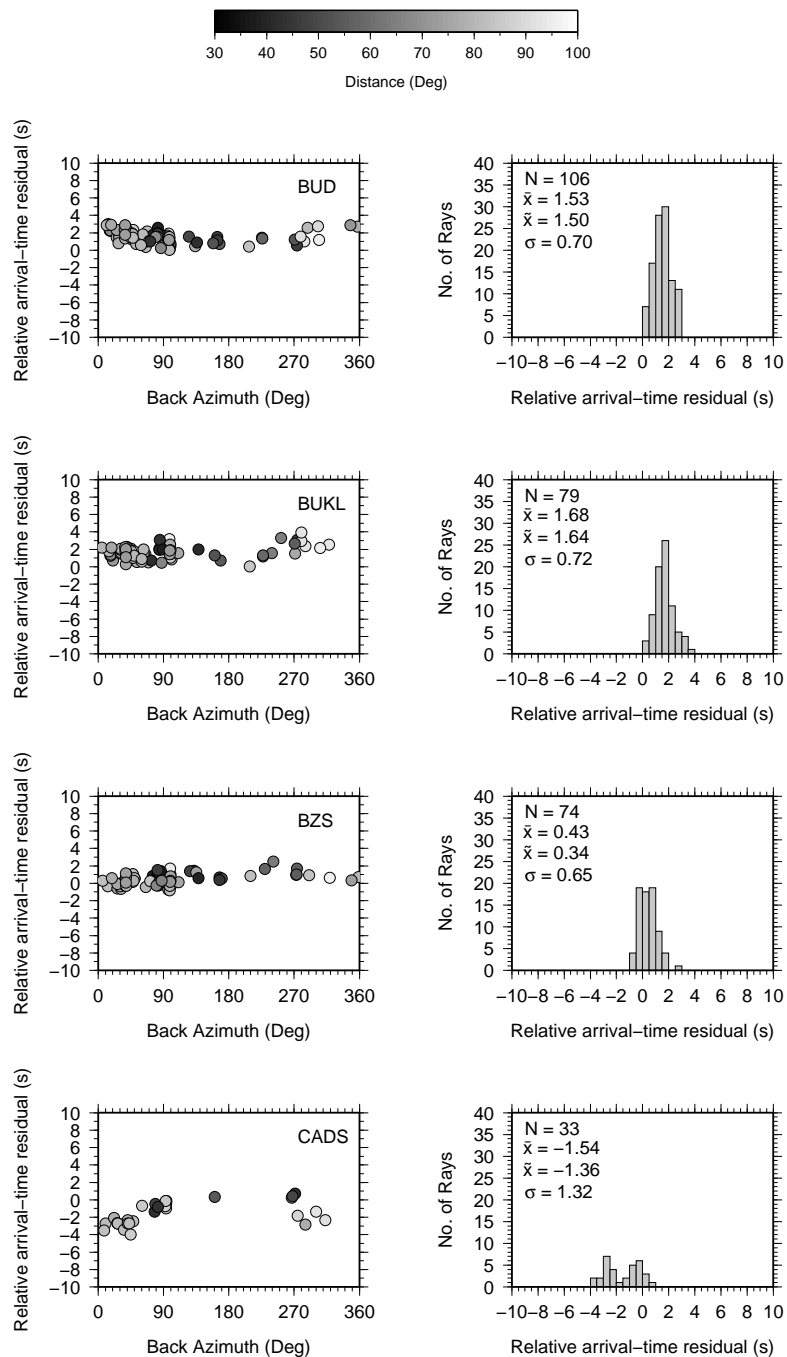 30 40 50 60 70 80 90 100
Distance (Deg)
Relative arrival−time residual (s)
10
8
6
4
2
0
−2
−4
−6
−8
−10
BUD
0 90 180 270 360
Back Azimuth (Deg)
No. of Rays
40
35
30
25
20
15
10
5
0
N = 106
x̄ = 1.53
x̃ = 1.50
σ = 0.70
−10 −8 −6 −4 −2 0 2 4 6 8 10
Relative arrival−time residual (s)
Relative arrival−time residual (s)
10
8
6
4
2
0
−2
−4
−6
−8
−10
BUKL
0 90 180 270 360
Back Azimuth (Deg)
No. of Rays
40
35
30
25
20
15
10
5
0
N = 79
x̄ = 1.68
x̃ = 1.64
σ = 0.72
−10 −8 −6 −4 −2 0 2 4 6 8 10
Relative arrival−time residual (s)
Relative arrival−time residual (s)
10
8
6
4
2
0
−2
−4
−6
−8
−10
BZS
0 90 180 270 360
Back Azimuth (Deg)
No. of Rays
40
35
30
25
20
15
10
5
0
N = 74
x̄ = 0.43
x̃ = 0.34
σ = 0.65
−10 −8 −6 −4 −2 0 2 4 6 8 10
Relative arrival−time residual (s)
Relative arrival−time residual (s)
10
8
6
4
2
0
−2
−4
−6
−8
−10
CADS
0 90 180 270 360
Back Azimuth (Deg)
No. of Rays
40
35
30
25
20
15
10
5
0
N = 33
x̄ = −1.54
x̃ = −1.36
σ = 1.32
−10 −8 −6 −4 −2 0 2 4 6 8 10
Relative arrival−time residual (s)